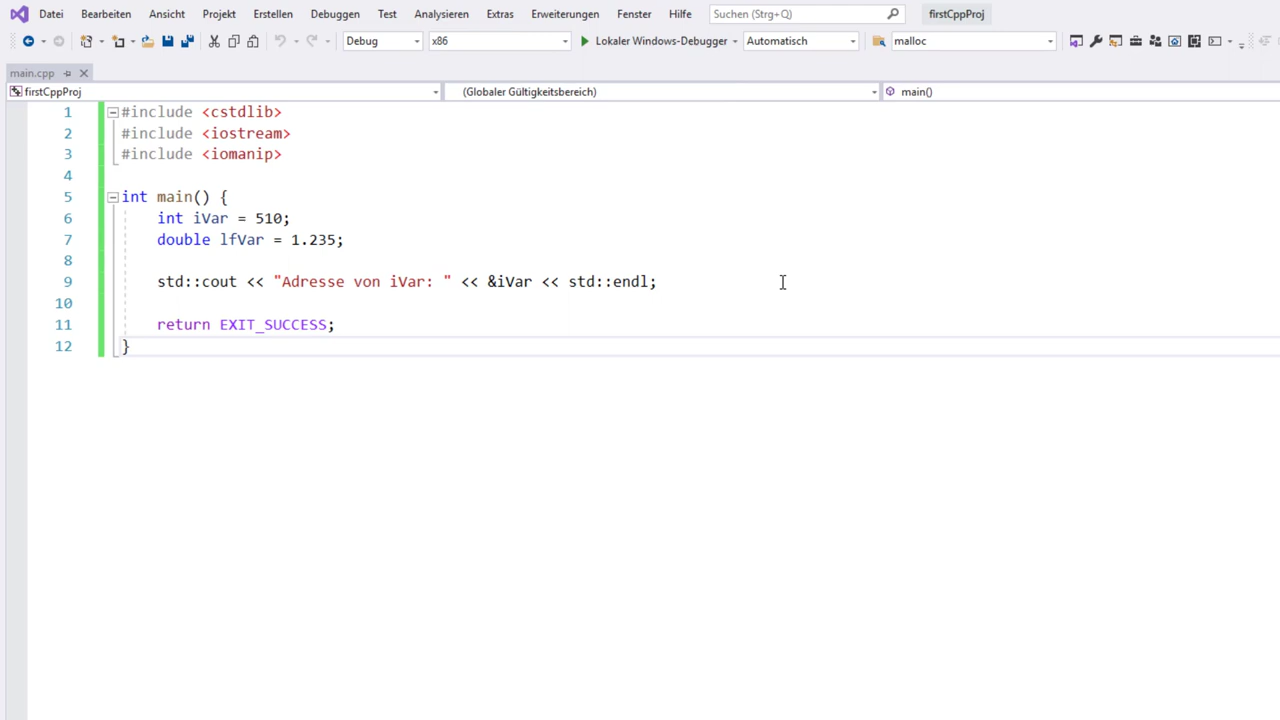 Datei Bearbeiten Ansicht Projekt Erstellen Debuggen Test Analysieren Extras Erweiterungen Fenster Hilfe Suchen (Strg+Q) firstCppProj
Debug x86 Lokaler Windows-Debugger Automatisch malloc
main.cpp
firstCppProj (Globaler Gültigkeitsbereich) main()
1 #include <cstdlib>
2 #include <iostream>
3 #include <iomanip>
4
5 int main() {
6 int iVar = 510;
7 double lfVar = 1.235;
8
9 std::cout << "Adresse von iVar: " << &iVar << std::endl;
10
11 return EXIT_SUCCESS;
12 }